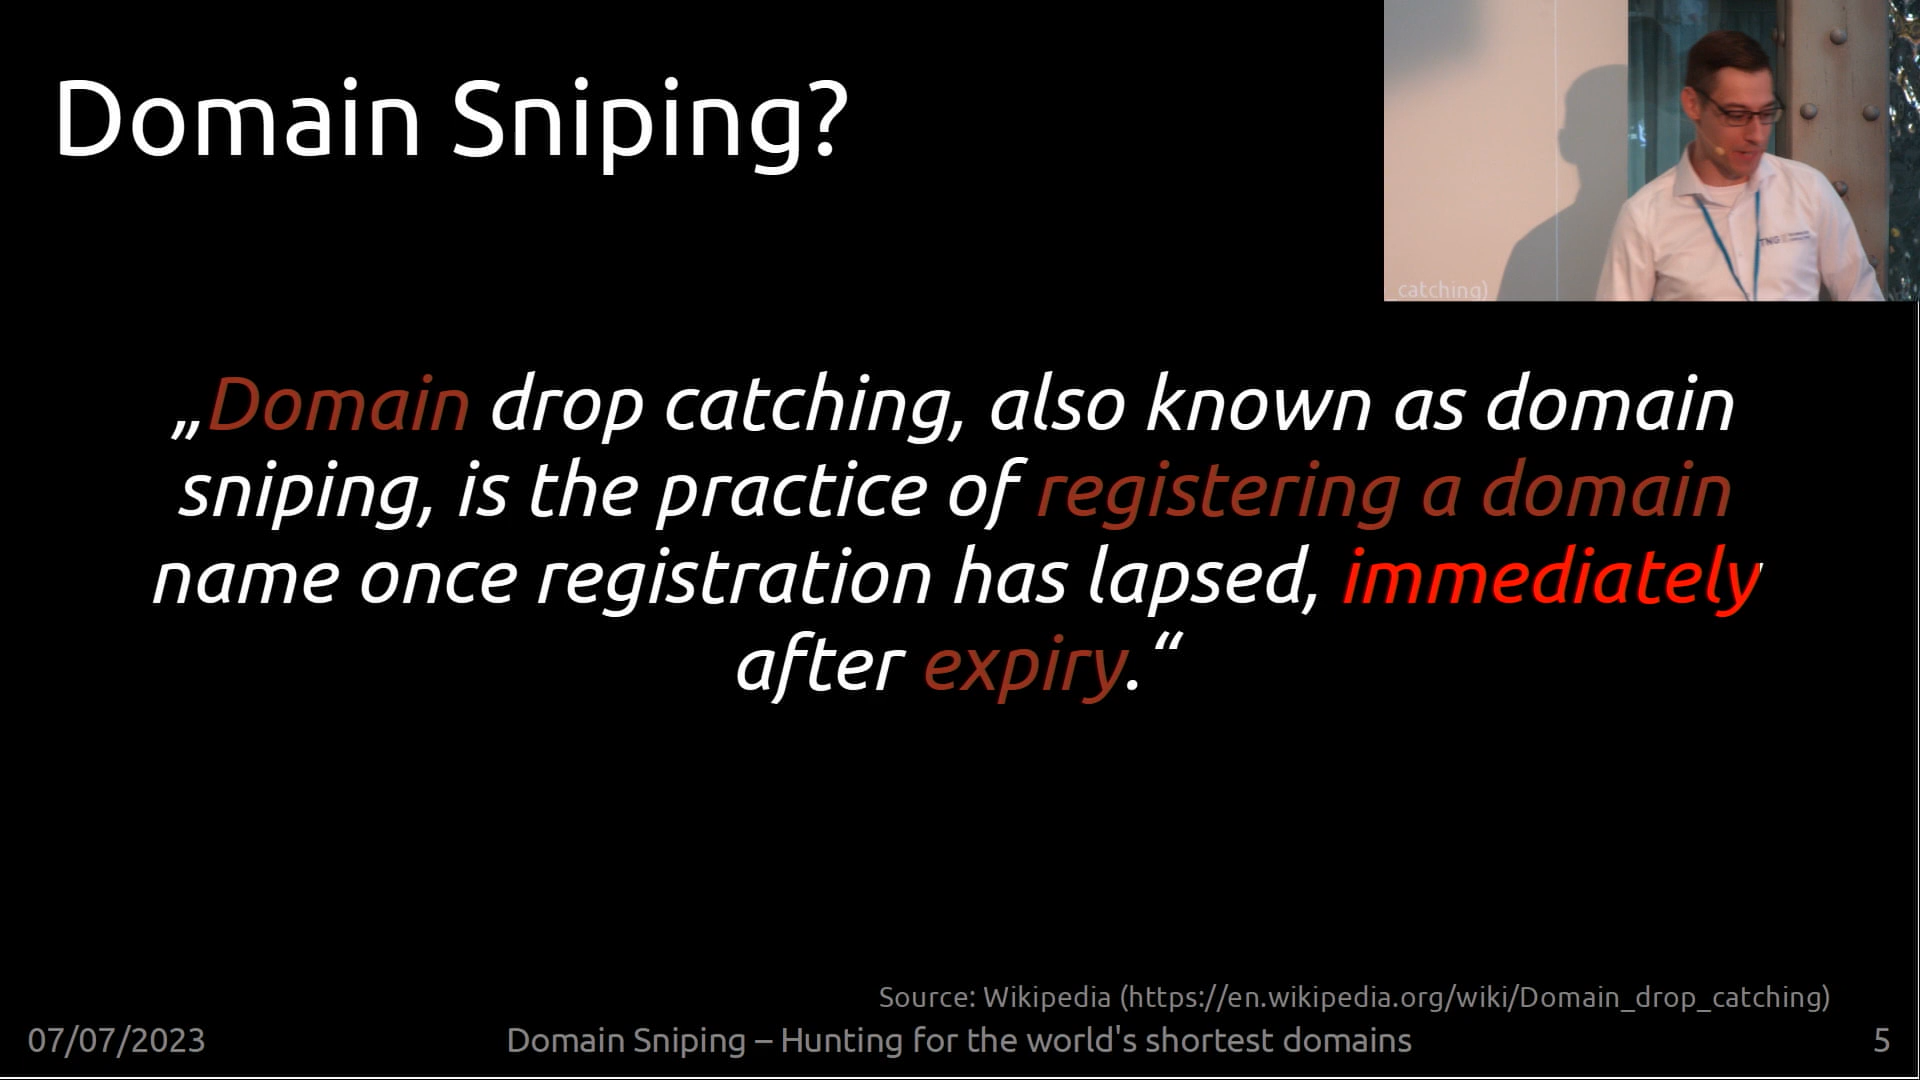 Domain Sniping?
catching)
TNG
„Domain drop catching, also known as domain
sniping, is the practice of registering a domain
name once registration has lapsed, immediately
after expiry.“
Source: Wikipedia (https://en.wikipedia.org/wiki/Domain_drop_catching)
07/07/2023
Domain Sniping – Hunting for the world's shortest domains
5